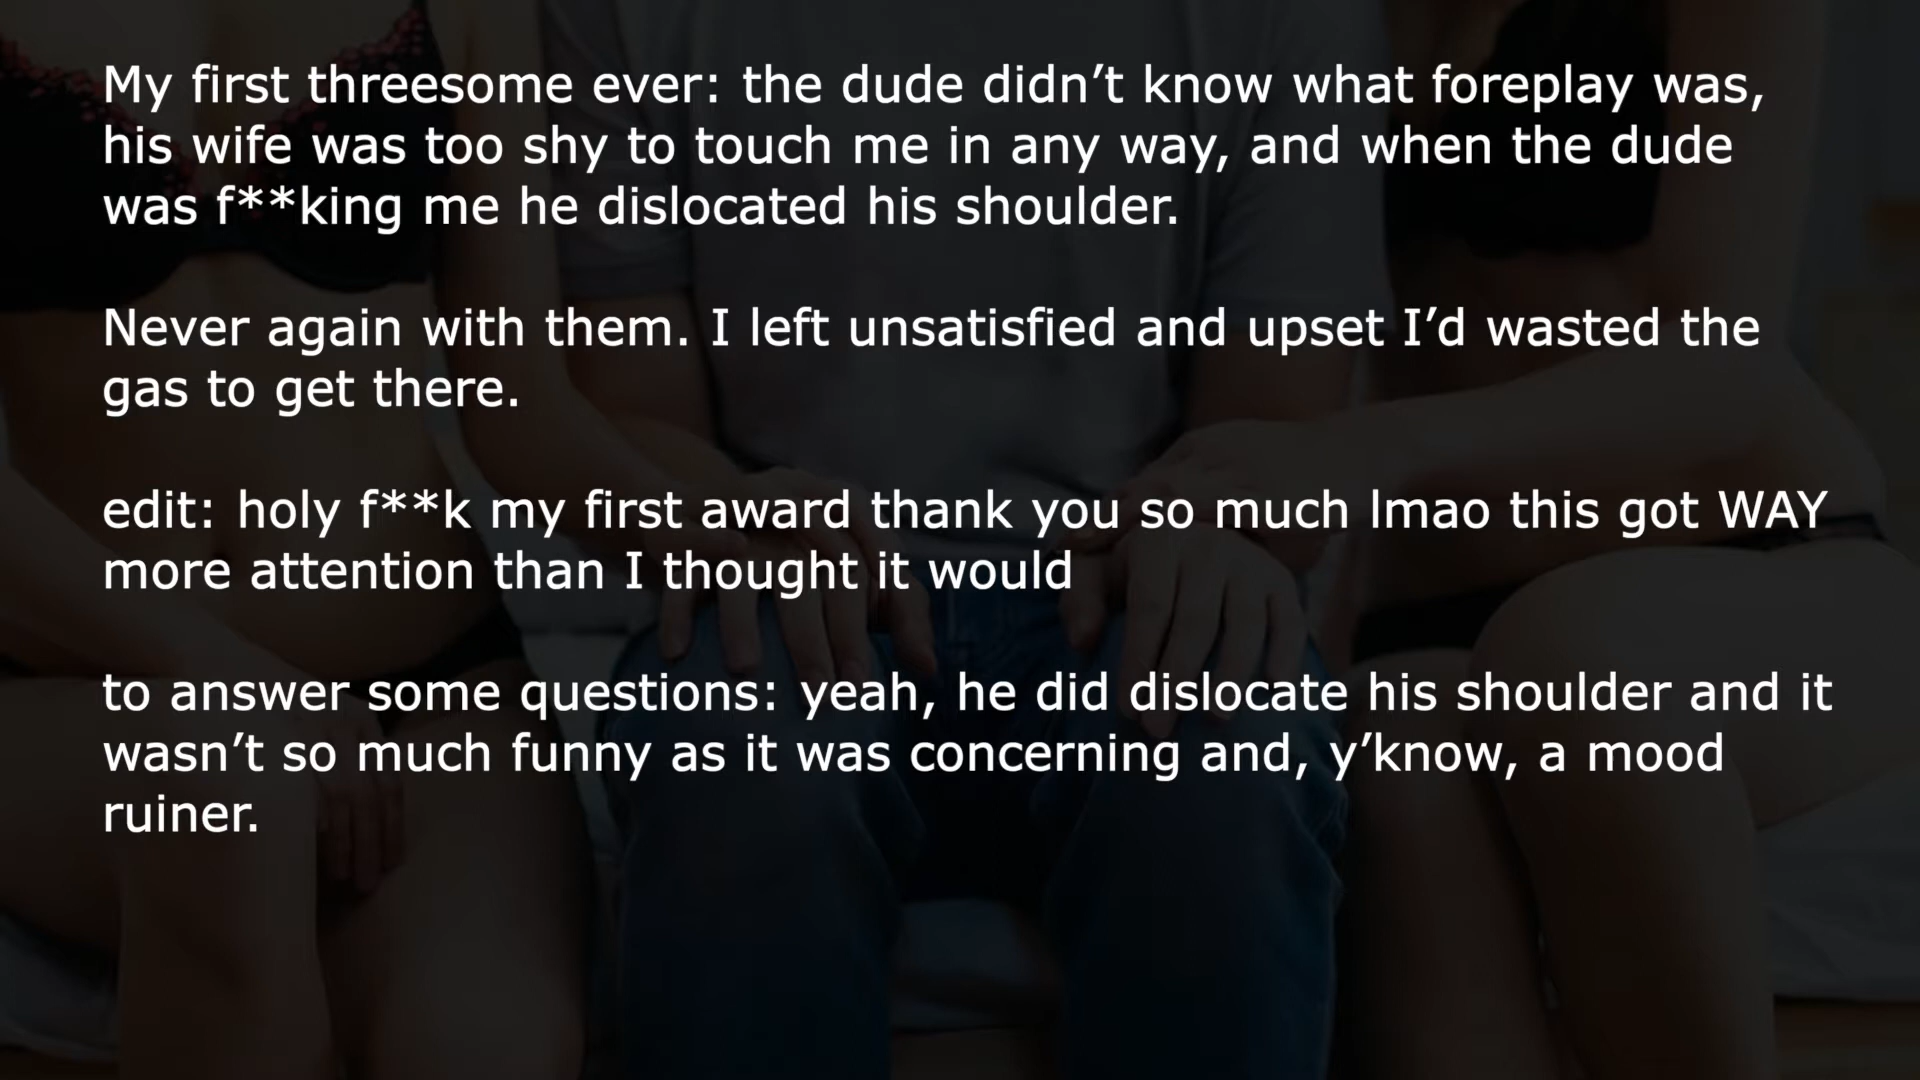 My first threesome ever: the dude didn’t know what foreplay was,
his wife was too shy to touch me in any way, and when the dude
was f**king me he dislocated his shoulder.
Never again with them. I left unsatisfied and upset I’d wasted the
gas to get there.
edit: holy f**k my first award thank you so much lmao this got WAY
more attention than I thought it would
to answer some questions: yeah, he did dislocate his shoulder and it
wasn’t so much funny as it was concerning and, y’know, a mood
ruiner.